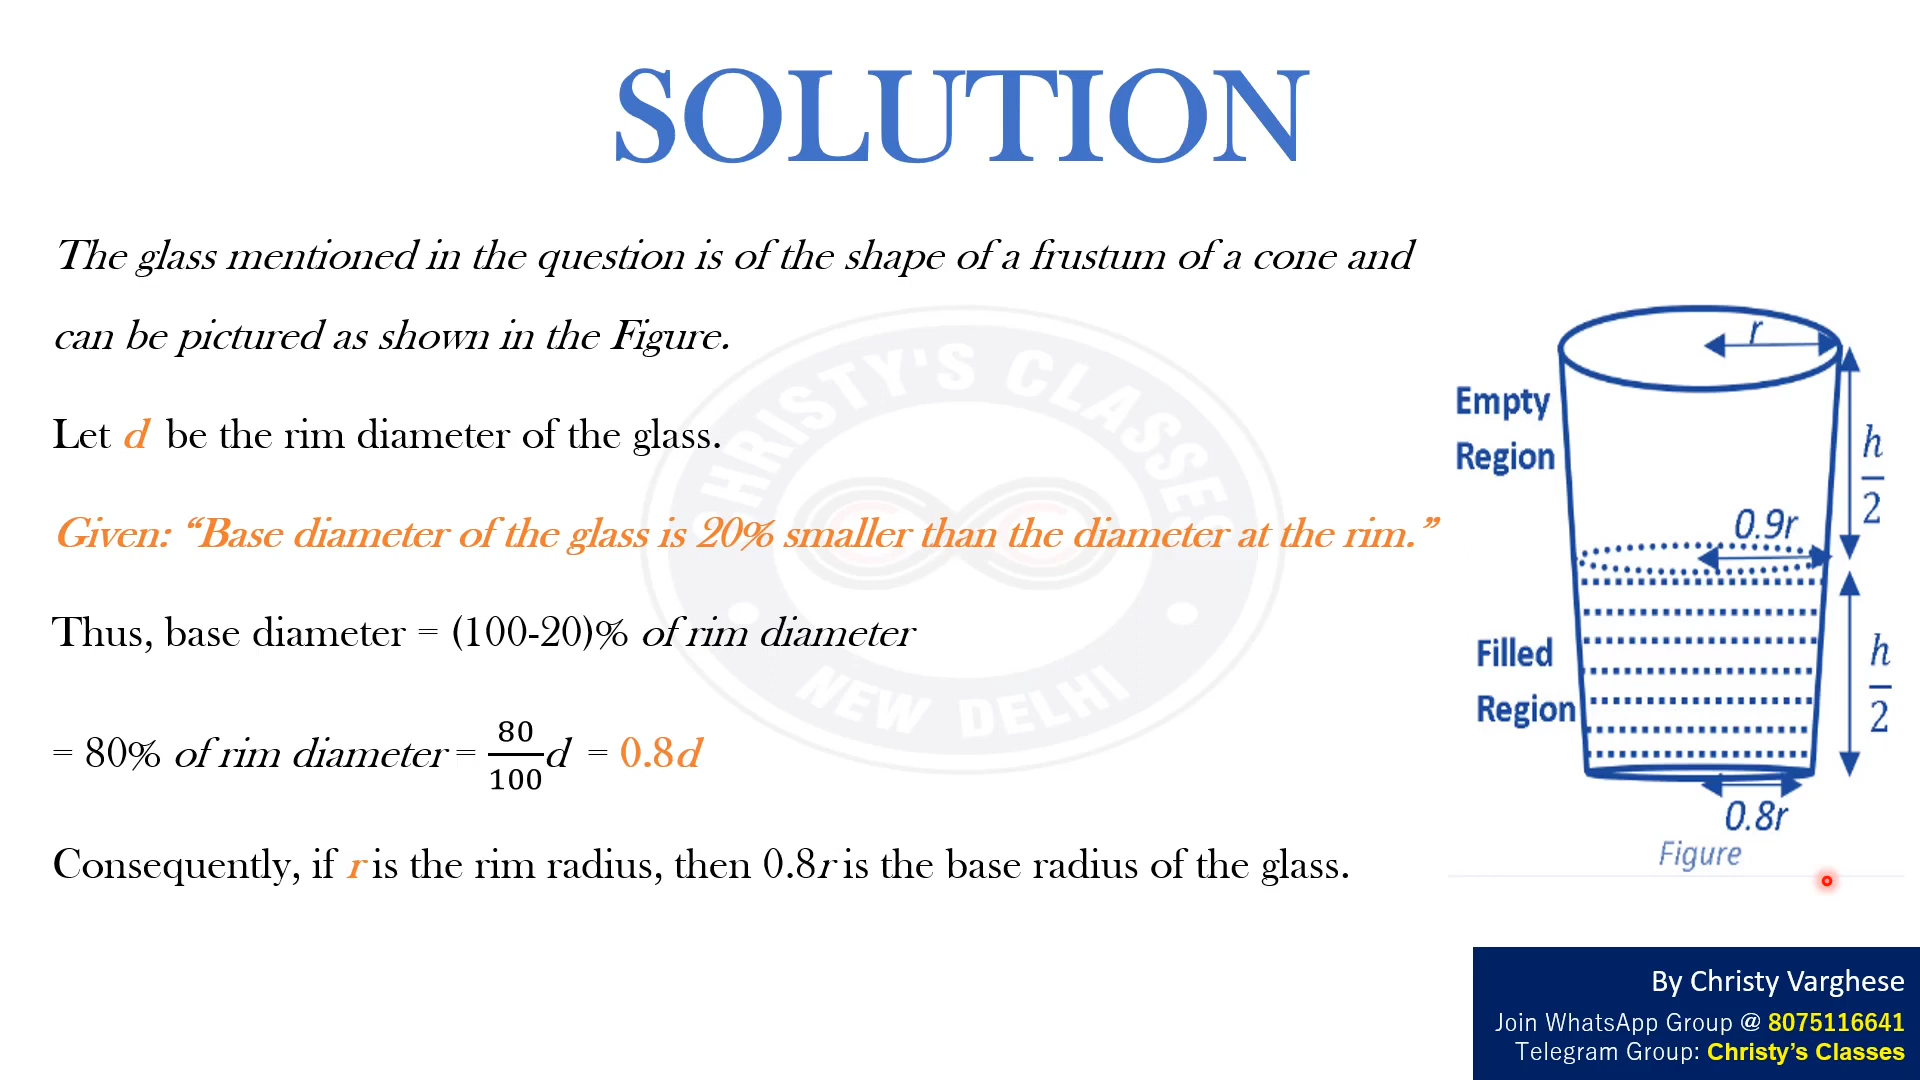 SOLUTION
The glass mentioned in the question is of the shape of a frustum of a cone and
can be pictured as shown in the Figure.
Let d be the rim diameter of the glass.
Given: “Base diameter of the glass is 20% smaller than the diameter at the rim.”
Thus, base diameter = (100-20)% of rim diameter
= 80% of rim diameter = 80/100 d = 0.8d
Consequently, if r is the rim radius, then 0.8r is the base radius of the glass.
r
Empty
Region
h/2
0.9r
Filled
Region
h/2
0.8r
Figure
CHRISTY'S CLASSES
NEW DELHI
By Christy Varghese
Join WhatsApp Group @ 8075116641
Telegram Group: Christy’s Classes